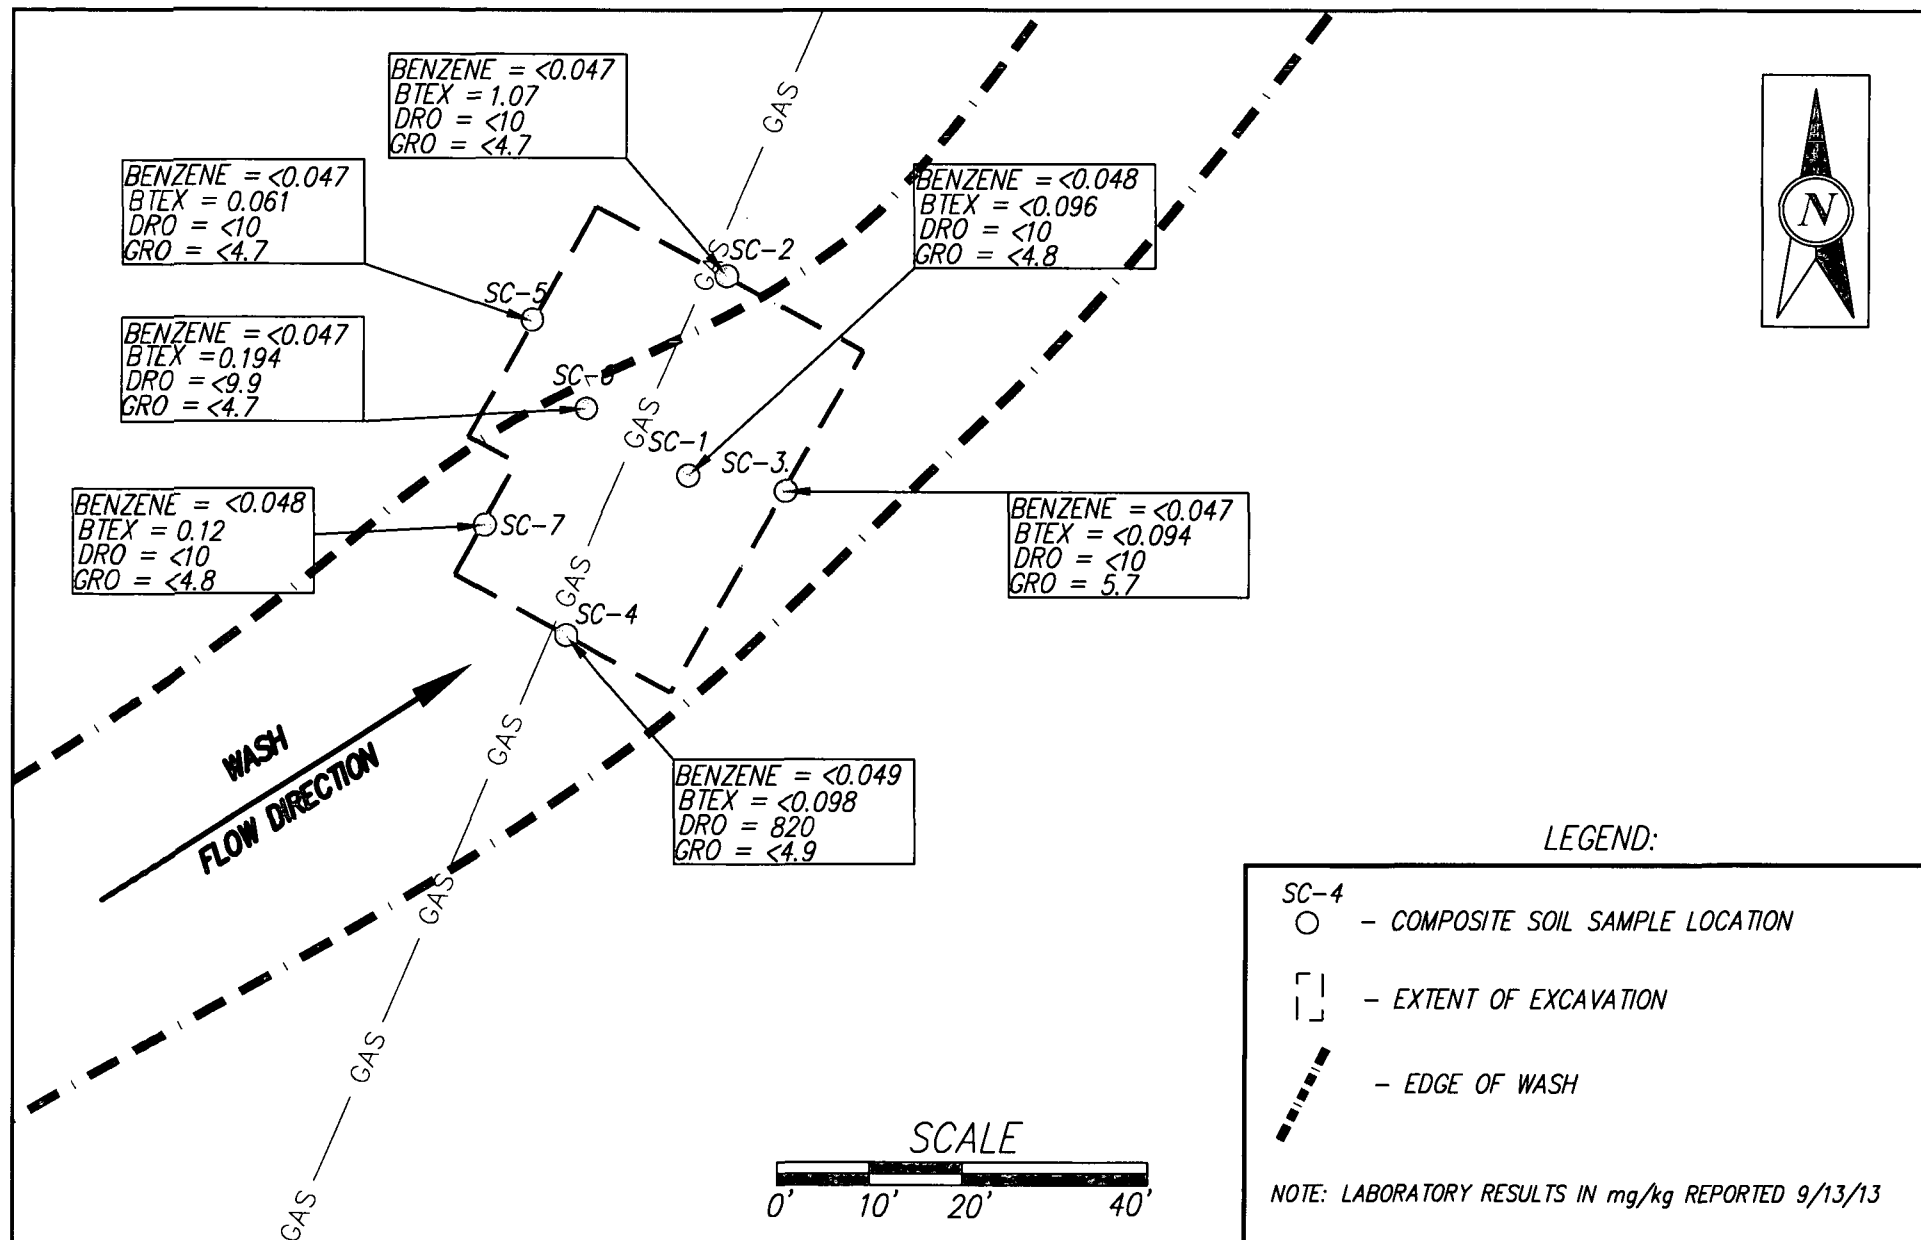 BENZENE = <0.047
BTEX = 1.07
DRO = <10
GRO = <4.7
GAS
BENZENE = <0.047
BTEX = 0.061
DRO = <10
GRO = <4.7
BENZENE = <0.048
BTEX = <0.096
DRO = <10
GRO = <4.8
N
SC-2
GAS
SC-5
BENZENE = <0.047
BTEX = 0.194
DRO = <9.9
GRO = <4.7
SC-6
GAS
SC-1
SC-3
BENZENE = <0.048
BTEX = 0.12
DRO = <10
GRO = <4.8
SC-7
BENZENE = <0.047
BTEX = <0.094
DRO = <10
GRO = 5.7
GAS
SC-4
GAS
WASH
FLOW DIRECTION
BENZENE = <0.049
BTEX = <0.098
DRO = 820
GRO = <4.9
GAS
GAS
GAS
LEGEND:
SC-4
- COMPOSITE SOIL SAMPLE LOCATION
- EXTENT OF EXCAVATION
- EDGE OF WASH
NOTE: LABORATORY RESULTS IN mg/kg REPORTED 9/13/13
SCALE
0' 10' 20' 40'